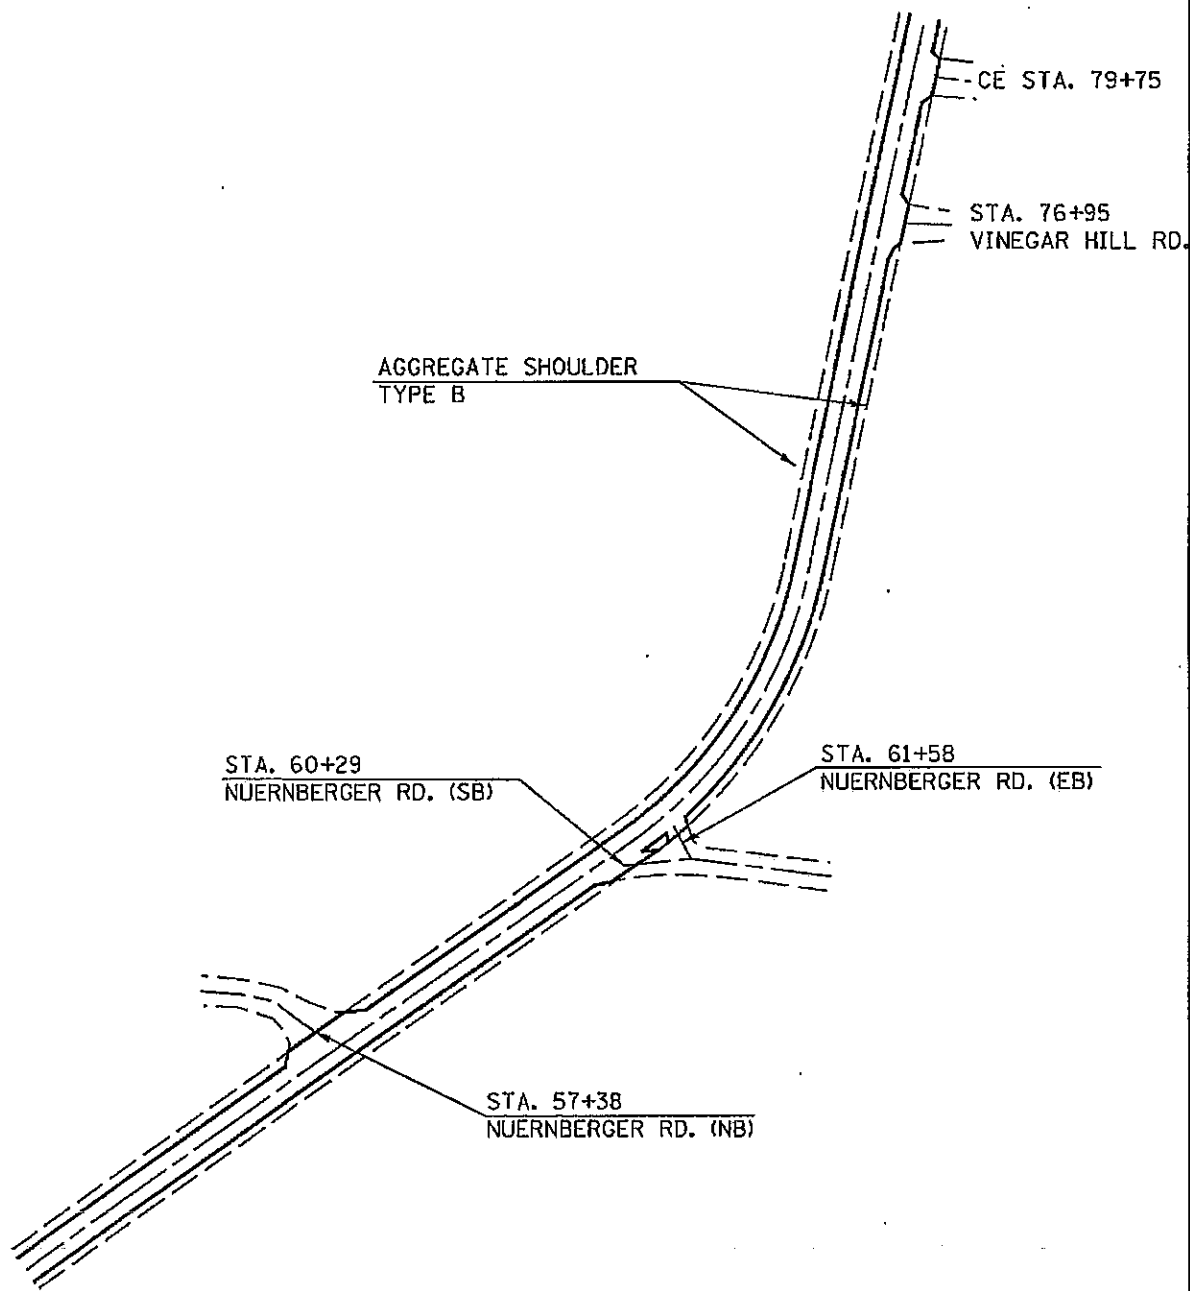 CE STA. 79+75
STA. 76+95
VINEGAR HILL RD.
AGGREGATE SHOULDER
TYPE B
STA. 60+29
NUERNBERGER RD. (SB)
STA. 61+58
NUERNBERGER RD. (EB)
STA. 57+38
NUERNBERGER RD. (NB)